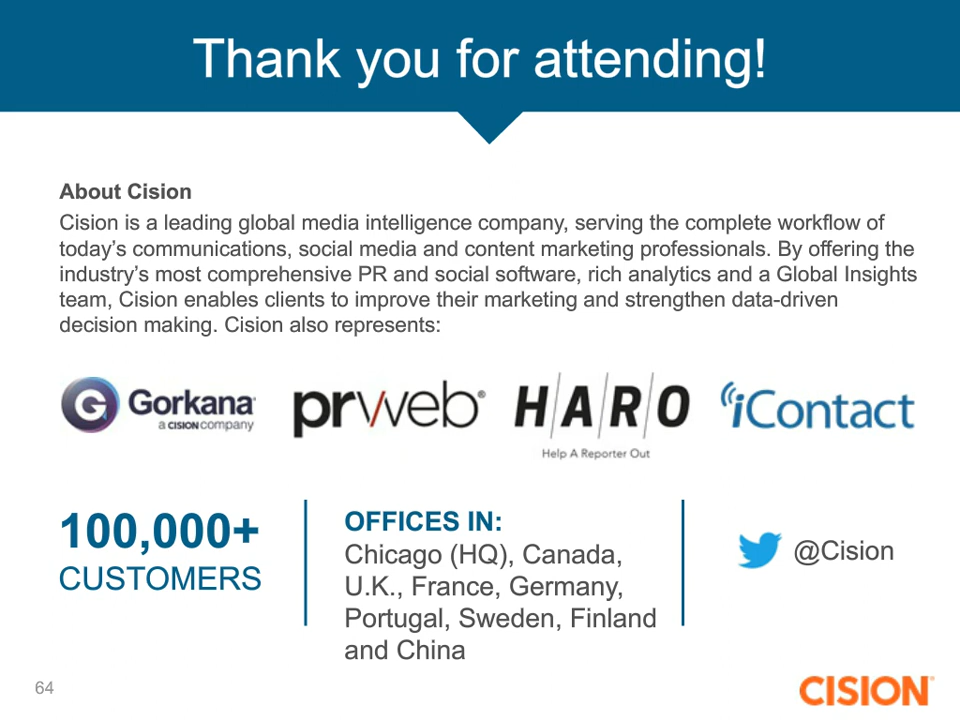 Thank you for attending!
About Cision
Cision is a leading global media intelligence company, serving the complete workflow of
today’s communications, social media and content marketing professionals. By offering the
industry’s most comprehensive PR and social software, rich analytics and a Global Insights
team, Cision enables clients to improve their marketing and strengthen data-driven
decision making. Cision also represents:
G Gorkana
a CISION company
prweb®
H/A/R/O
Help A Reporter Out
iContact
100,000+
CUSTOMERS
OFFICES IN:
Chicago (HQ), Canada,
U.K., France, Germany,
Portugal, Sweden, Finland
and China
@Cision
64
CISION®